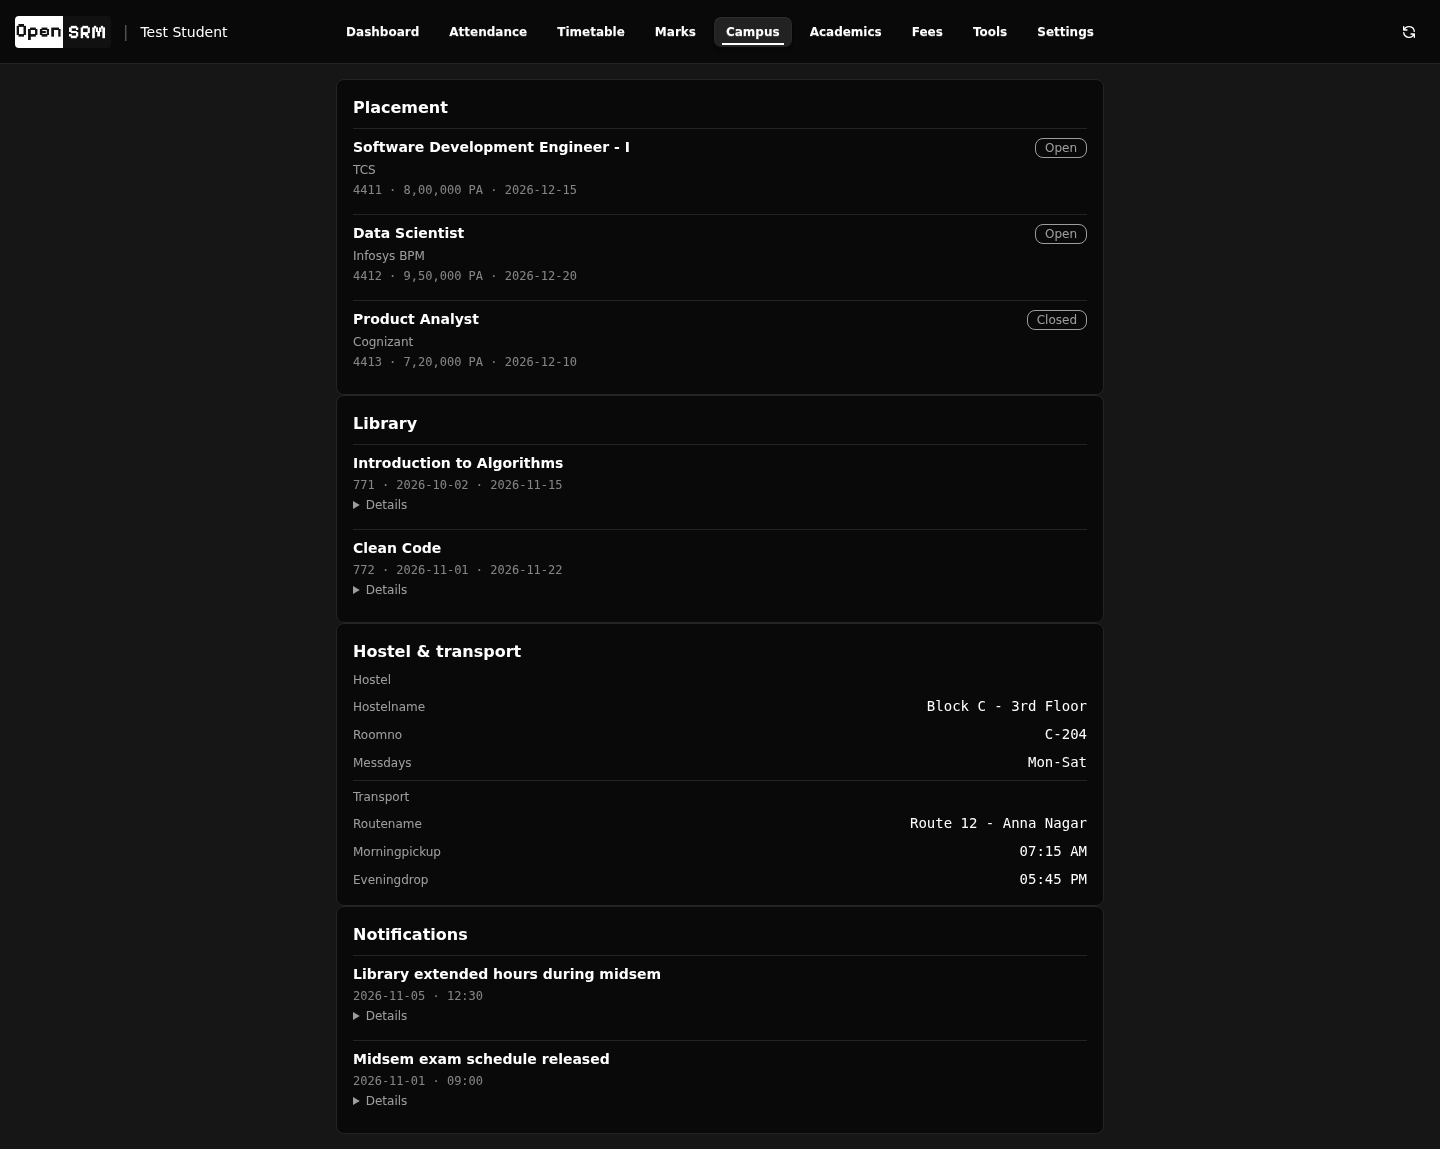 Open SRM | Test Student Dashboard Attendance Timetable Marks Campus Academics Fees Tools Settings
Placement
Software Development Engineer - I Open
TCS
4411 · 8,00,000 PA · 2026-12-15
Data Scientist Open
Infosys BPM
4412 · 9,50,000 PA · 2026-12-20
Product Analyst Closed
Cognizant
4413 · 7,20,000 PA · 2026-12-10
Library
Introduction to Algorithms
771 · 2026-10-02 · 2026-11-15
Details
Clean Code
772 · 2026-11-01 · 2026-11-22
Details
Hostel & transport
Hostel
Hostelname Block C - 3rd Floor
Roomno C-204
Messdays Mon-Sat
Transport
Routename Route 12 - Anna Nagar
Morningpickup 07:15 AM
Eveningdrop 05:45 PM
Notifications
Library extended hours during midsem
2026-11-05 · 12:30
Details
Midsem exam schedule released
2026-11-01 · 09:00
Details